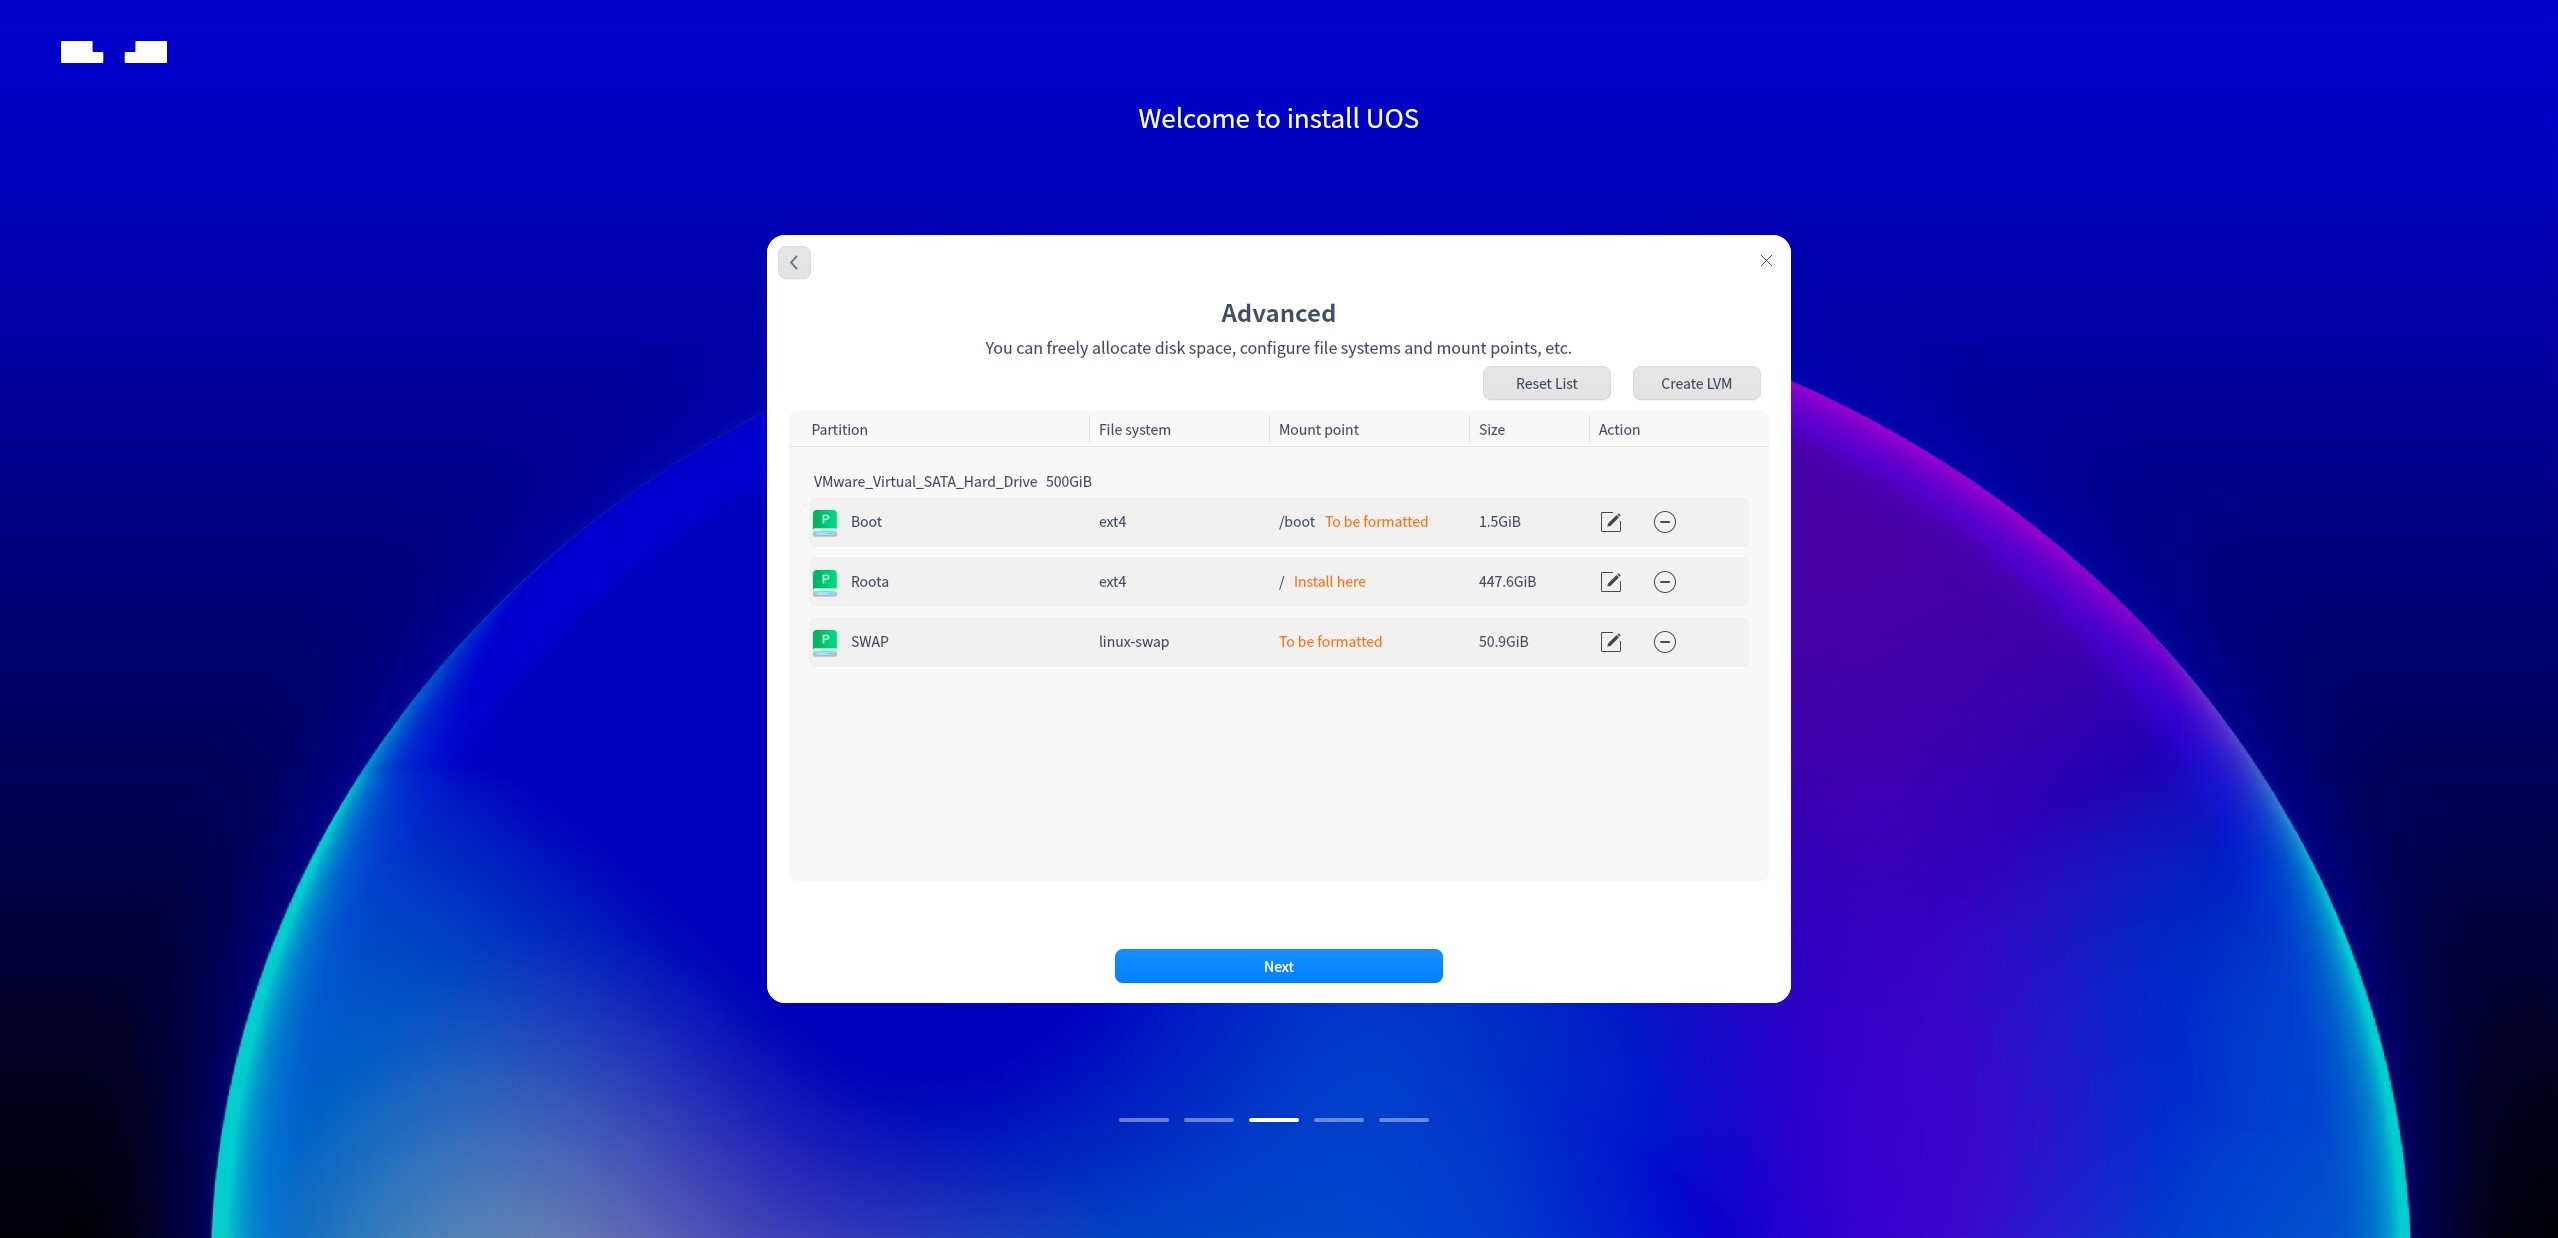 Welcome to install UOS
Advanced
You can freely allocate disk space, configure file systems and mount points, etc.
Reset List Create LVM
Partition File system Mount point Size Action
VMware_Virtual_SATA_Hard_Drive 500GiB
P Boot ext4 /boot To be formatted 1.5GiB
P Roota ext4 / Install here 447.6GiB
P SWAP linux-swap To be formatted 50.9GiB
Next